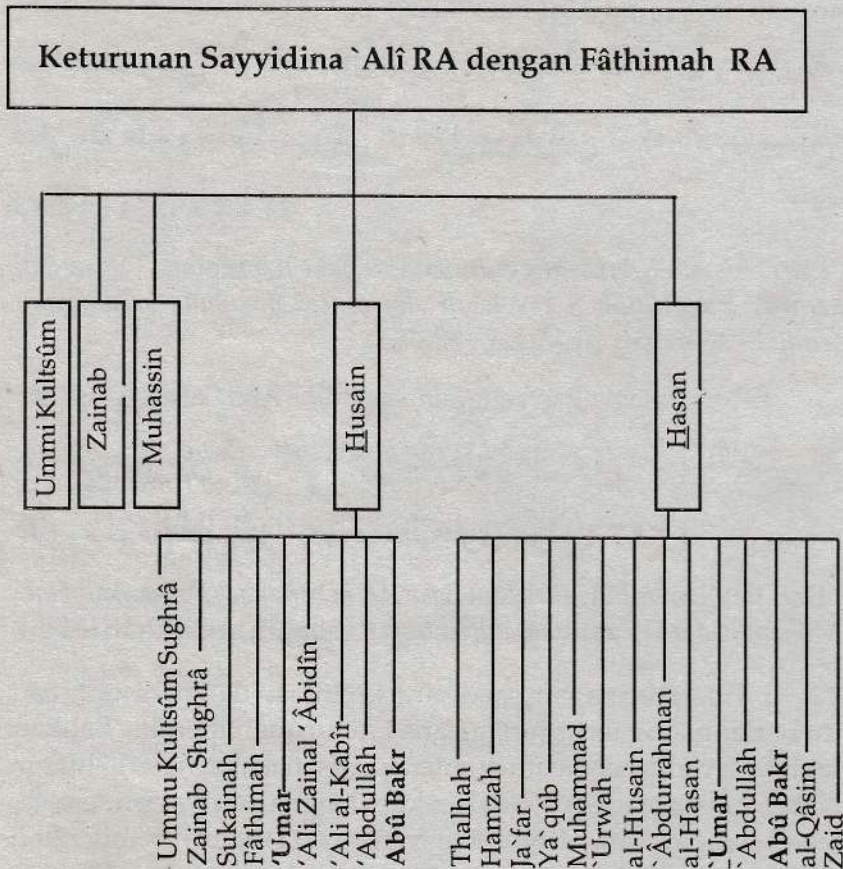 Keturunan Sayyidina `Alî RA dengan Fâthimah RA
Ummi Kultsûm
Zainab
Muhassin
Husain
Hasan
Ummu Kultsûm Sughrâ
Zainab Shughrâ
Sukainah
Fâthimah
'Umar
'Ali Zainal 'Âbidîn
'Ali al-Kabîr
'Abdullâh
Abû Bakr
Thalhah
Hamzah
Ja`far
Ya`qûb
Muhammad
`Urwah
al-Husain
`Âbdurrahman
al-Hasan
`Umar
`Abdullâh
Abû Bakr
al-Qâsim
Zaid